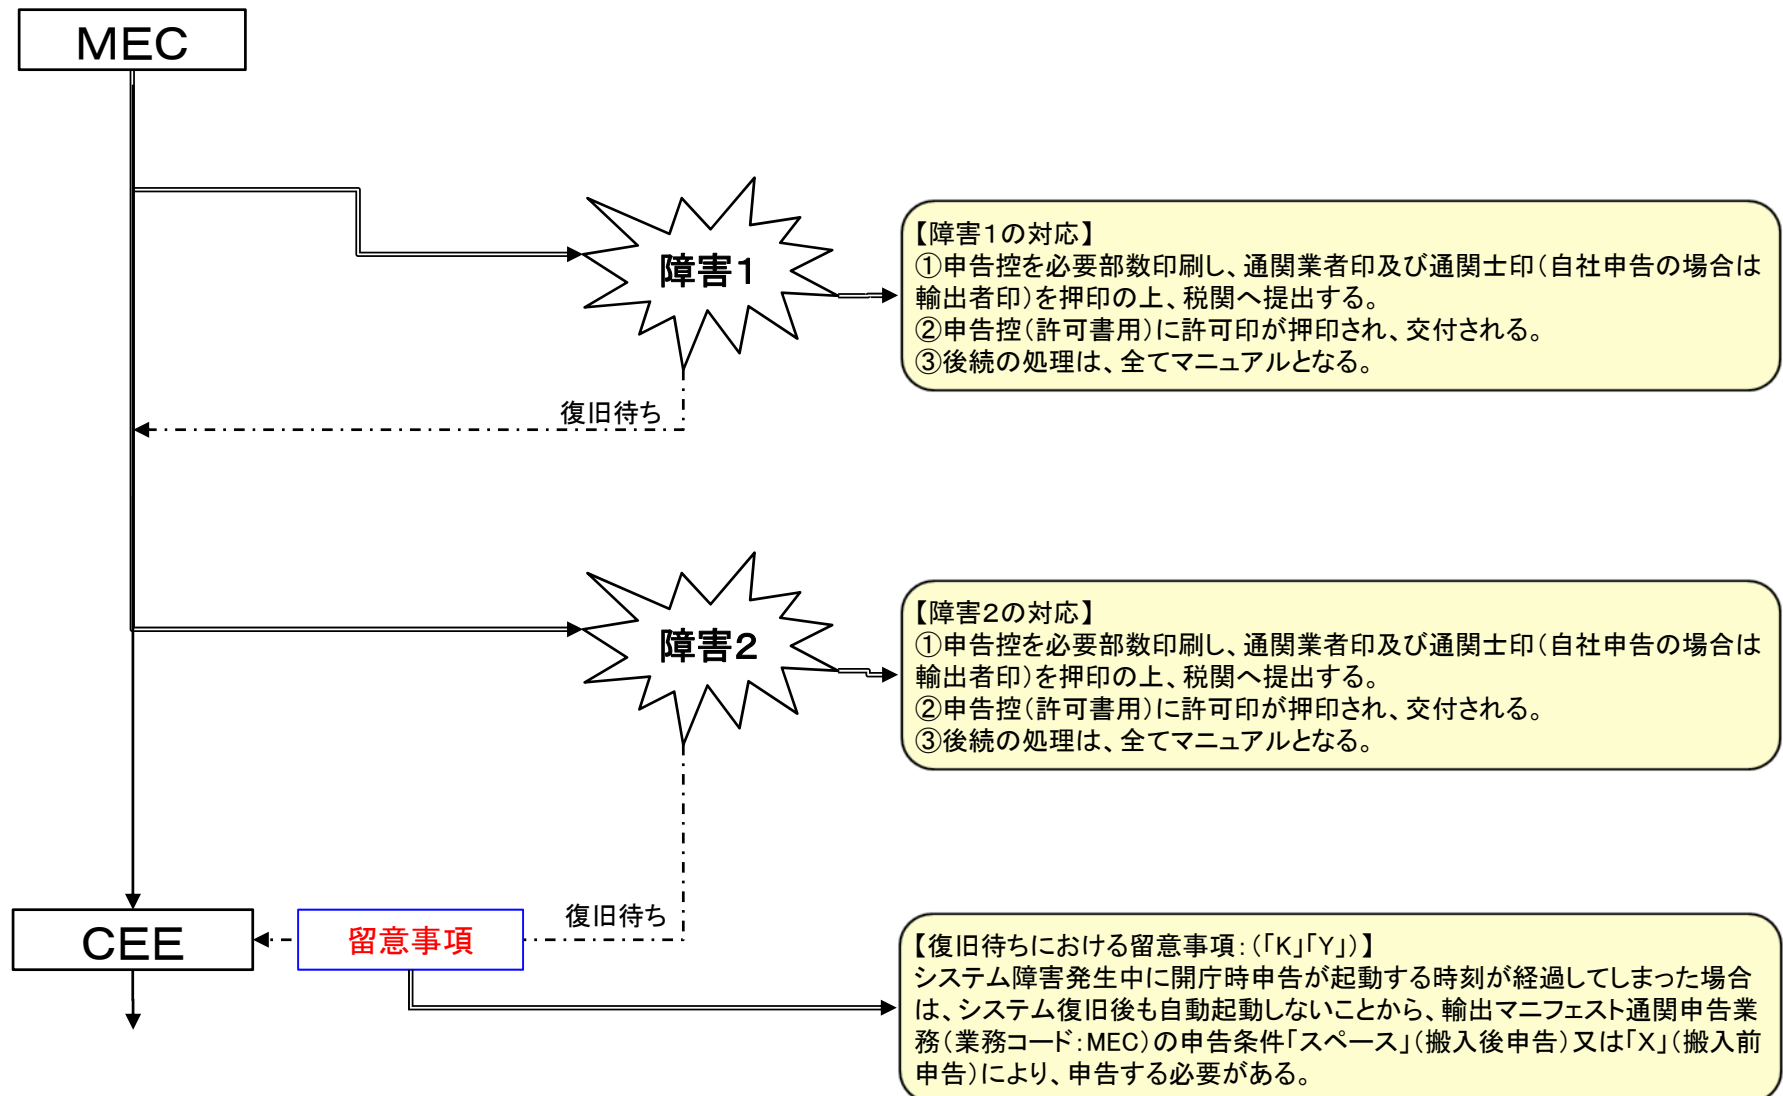 MEC
障害1
【障害1の対応】
①申告控を必要部数印刷し、通関業者印及び通関士印(自社申告の場合は
輸出者印)を押印の上、税関へ提出する。
②申告控(許可書用)に許可印が押印され、交付される。
③後続の処理は、全てマニュアルとなる。
復旧待ち
障害2
【障害2の対応】
①申告控を必要部数印刷し、通関業者印及び通関士印(自社申告の場合は
輸出者印)を押印の上、税関へ提出する。
②申告控(許可書用)に許可印が押印され、交付される。
③後続の処理は、全てマニュアルとなる。
CEE
留意事項
復旧待ち
【復旧待ちにおける留意事項:(「K」「Y」)】
システム障害発生中に開庁時申告が起動する時刻が経過してしまった場合
は、システム復旧後も自動起動しないことから、輸出マニフェスト通関申告業
務(業務コード:MEC)の申告条件「スペース」(搬入後申告)又は「X」(搬入前
申告)により、申告する必要がある。